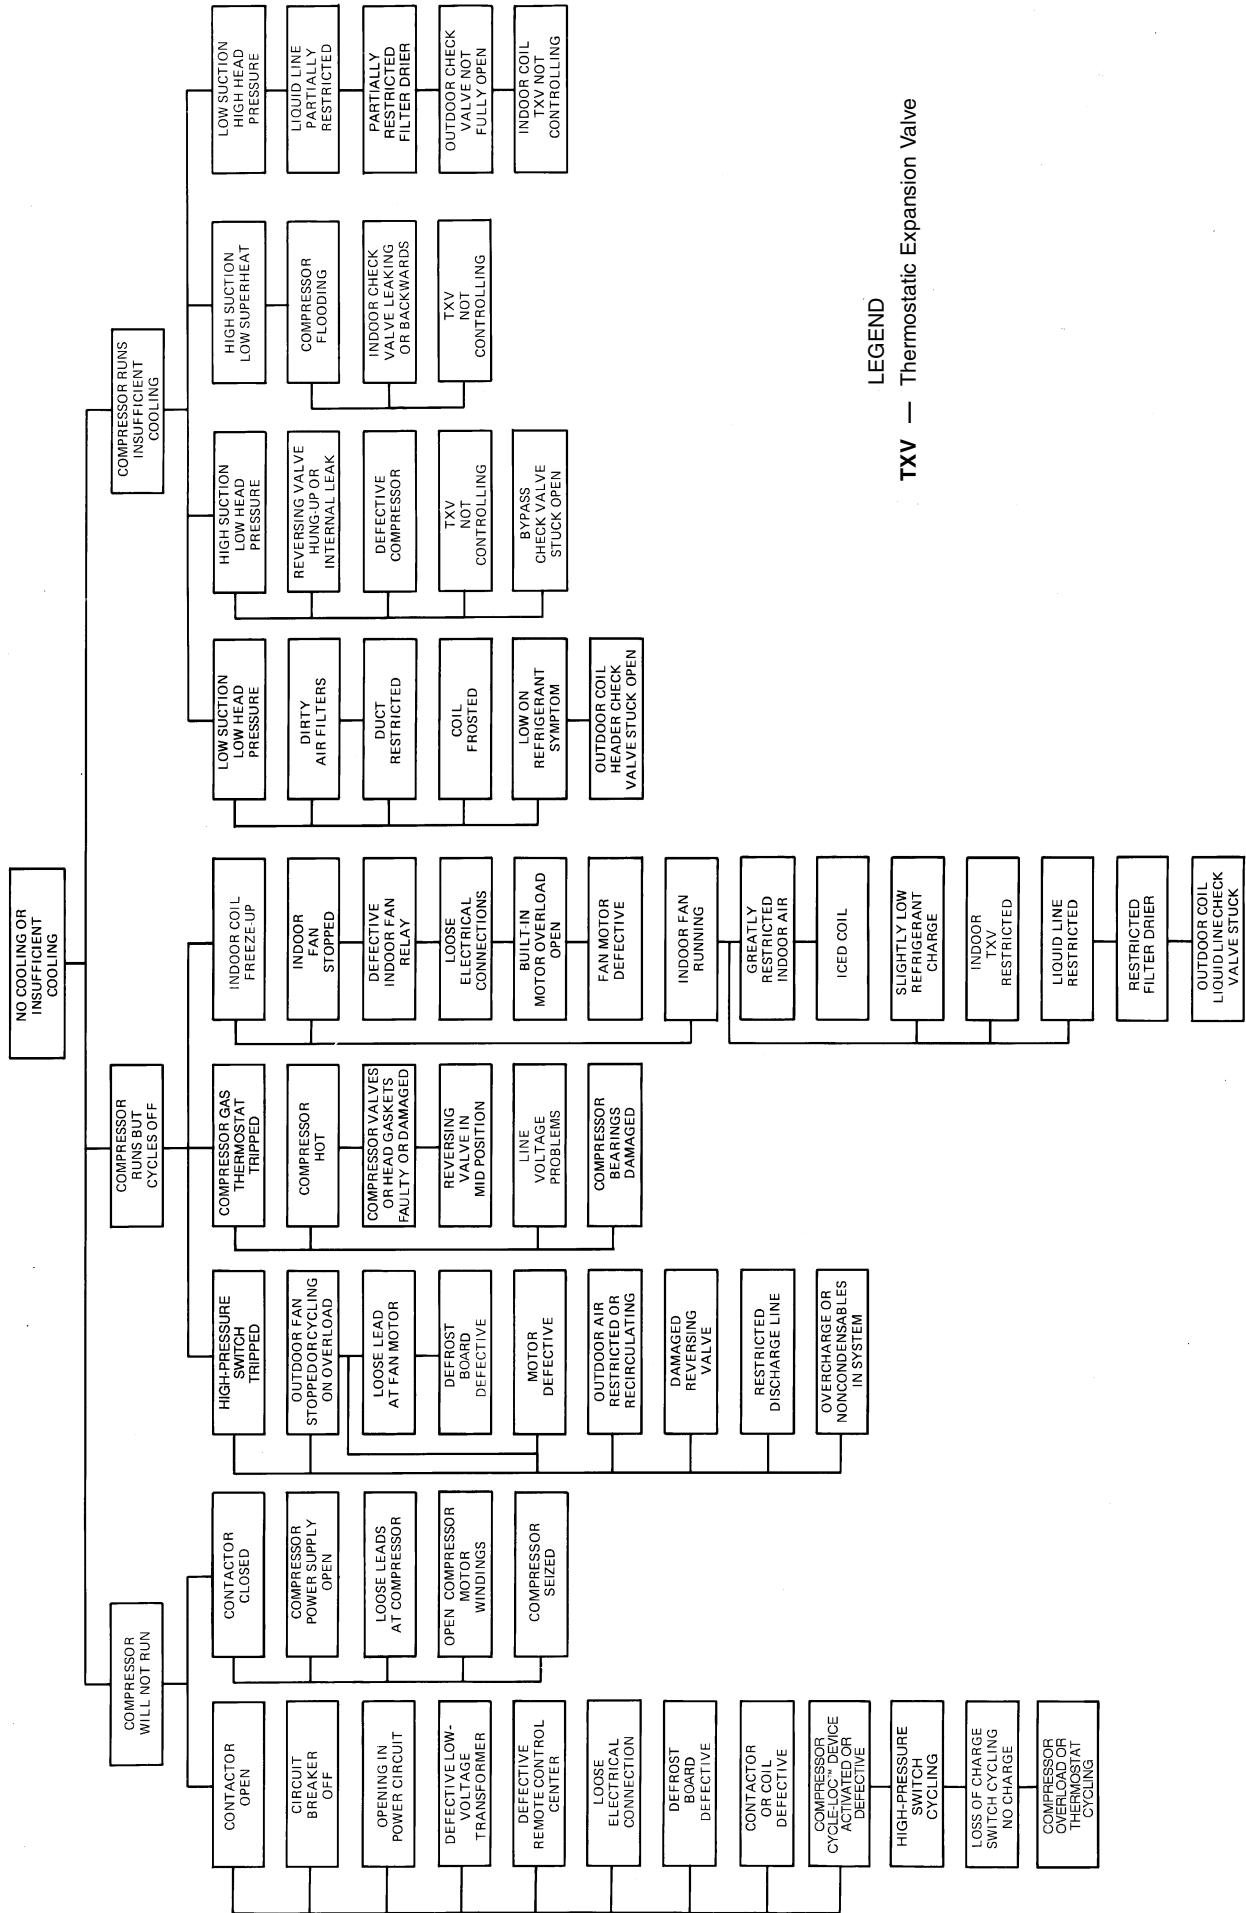 NO COOLING OR
INSUFFICIENT
COOLING
COMPRESSOR
WILL NOT RUN
CONTACTOR
OPEN
CIRCUIT
BREAKER
OFF
OPENING IN
POWER CIRCUIT
DEFECTIVE LOW-
VOLTAGE
TRANSFORMER
DEFECTIVE
REMOTE CONTROL
CENTER
LOOSE
ELECTRICAL
CONNECTION
DEFROST
BOARD
DEFECTIVE
CONTACTOR
OR COIL
DEFECTIVE
COMPRESSOR
CYCLE-LOC™ DEVICE
ACTIVATED OR
DEFECTIVE
HIGH-PRESSURE
SWITCH
CYCLING
LOSS OF CHARGE
SWITCH CYCLING
NO CHARGE
COMPRESSOR
OVERLOAD OR
THERMOSTAT
CYCLING
CONTACTOR
CLOSED
COMPRESSOR
POWER SUPPLY
OPEN
LOOSE LEADS
AT COMPRESSOR
OPEN COMPRESSOR
MOTOR
WINDINGS
COMPRESSOR
SEIZED
COMPRESSOR
RUNS BUT
CYCLES OFF
HIGH-PRESSURE
SWITCH
TRIPPED
OUTDOOR FAN
STOPPED OR CYCLING
ON OVERLOAD
LOOSE LEAD
AT FAN MOTOR
DEFROST
BOARD
DEFECTIVE
MOTOR
DEFECTIVE
OUTDOOR AIR
RESTRICTED OR
RECIRCULATING
DAMAGED
REVERSING
VALVE
RESTRICTED
DISCHARGE LINE
OVERCHARGE OR
NONCONDENSABLES
IN SYSTEM
COMPRESSOR GAS
THERMOSTAT
TRIPPED
COMPRESSOR
HOT
COMPRESSOR VALVES
OR HEAD GASKETS
FAULTY OR DAMAGED
REVERSING
VALVE IN
MID POSITION
LINE
VOLTAGE
PROBLEMS
COMPRESSOR
BEARINGS
DAMAGED
INDOOR COIL
FREEZE-UP
INDOOR
FAN
STOPPED
DEFECTIVE
INDOOR FAN
RELAY
LOOSE
ELECTRICAL
CONNECTIONS
BUILT-IN
MOTOR OVERLOAD
OPEN
FAN MOTOR
DEFECTIVE
INDOOR FAN
RUNNING
GREATLY
RESTRICTED
INDOOR AIR
ICED COIL
SLIGHTLY LOW
REFRIGERANT
CHARGE
INDOOR
TXV
RESTRICTED
LIQUID LINE
RESTRICTED
RESTRICTED
FILTER DRIER
OUTDOOR COIL
LIQUID LINE CHECK
VALVE STUCK
COMPRESSOR RUNS
INSUFFICIENT
COOLING
LOW SUCTION
LOW HEAD
PRESSURE
DIRTY
AIR FILTERS
DUCT
RESTRICTED
COIL
FROSTED
LOW ON
REFRIGERANT
SYMPTOM
OUTDOOR COIL
HEADER CHECK
VALVE STUCK OPEN
HIGH SUCTION
LOW HEAD
PRESSURE
REVERSING VALVE
HUNG-UP OR
INTERNAL LEAK
DEFECTIVE
COMPRESSOR
TXV
NOT
CONTROLLING
BYPASS
CHECK VALVE
STUCK OPEN
HIGH SUCTION
LOW SUPERHEAT
COMPRESSOR
FLOODING
INDOOR CHECK
VALVE LEAKING
OR BACKWARDS
TXV
NOT
CONTROLLING
LOW SUCTION
HIGH HEAD
PRESSURE
LIQUID LINE
PARTIALLY
RESTRICTED
PARTIALLY
RESTRICTED
FILTER DRIER
OUTDOOR CHECK
VALVE NOT
FULLY OPEN
INDOOR COIL
TXV NOT
CONTROLLING
LEGEND
TXV — Thermostatic Expansion Valve